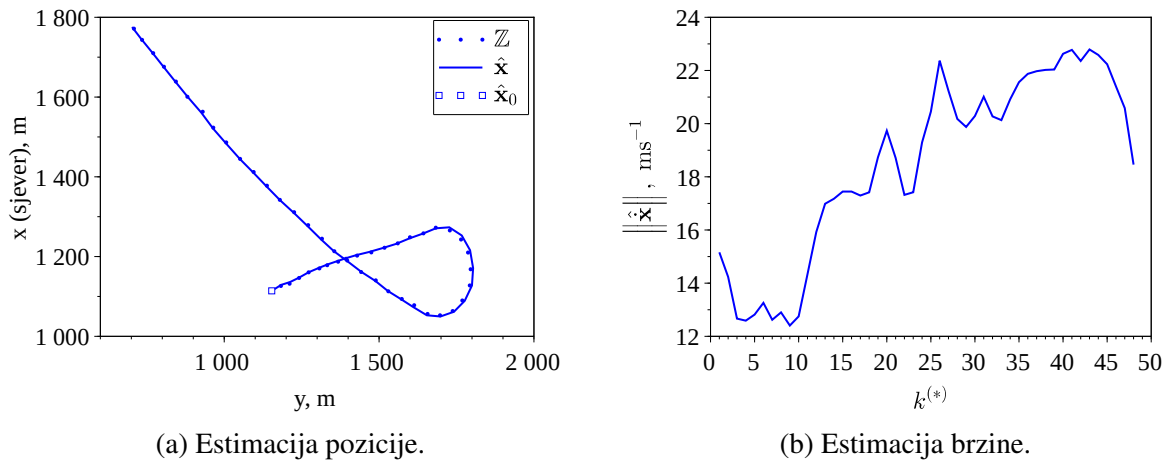 1 800
1 600
1 400
1 200
1 000
x (sjever), m
1 000
1 500
2 000
y, m
ℤ
x̂
x̂₀
(a) Estimacija pozicije.
24
22
20
18
16
14
12
||x̂̇|| , ms⁻¹
0 5 10 15 20 25 30 35 40 45 50
k⁽*⁾
(b) Estimacija brzine.